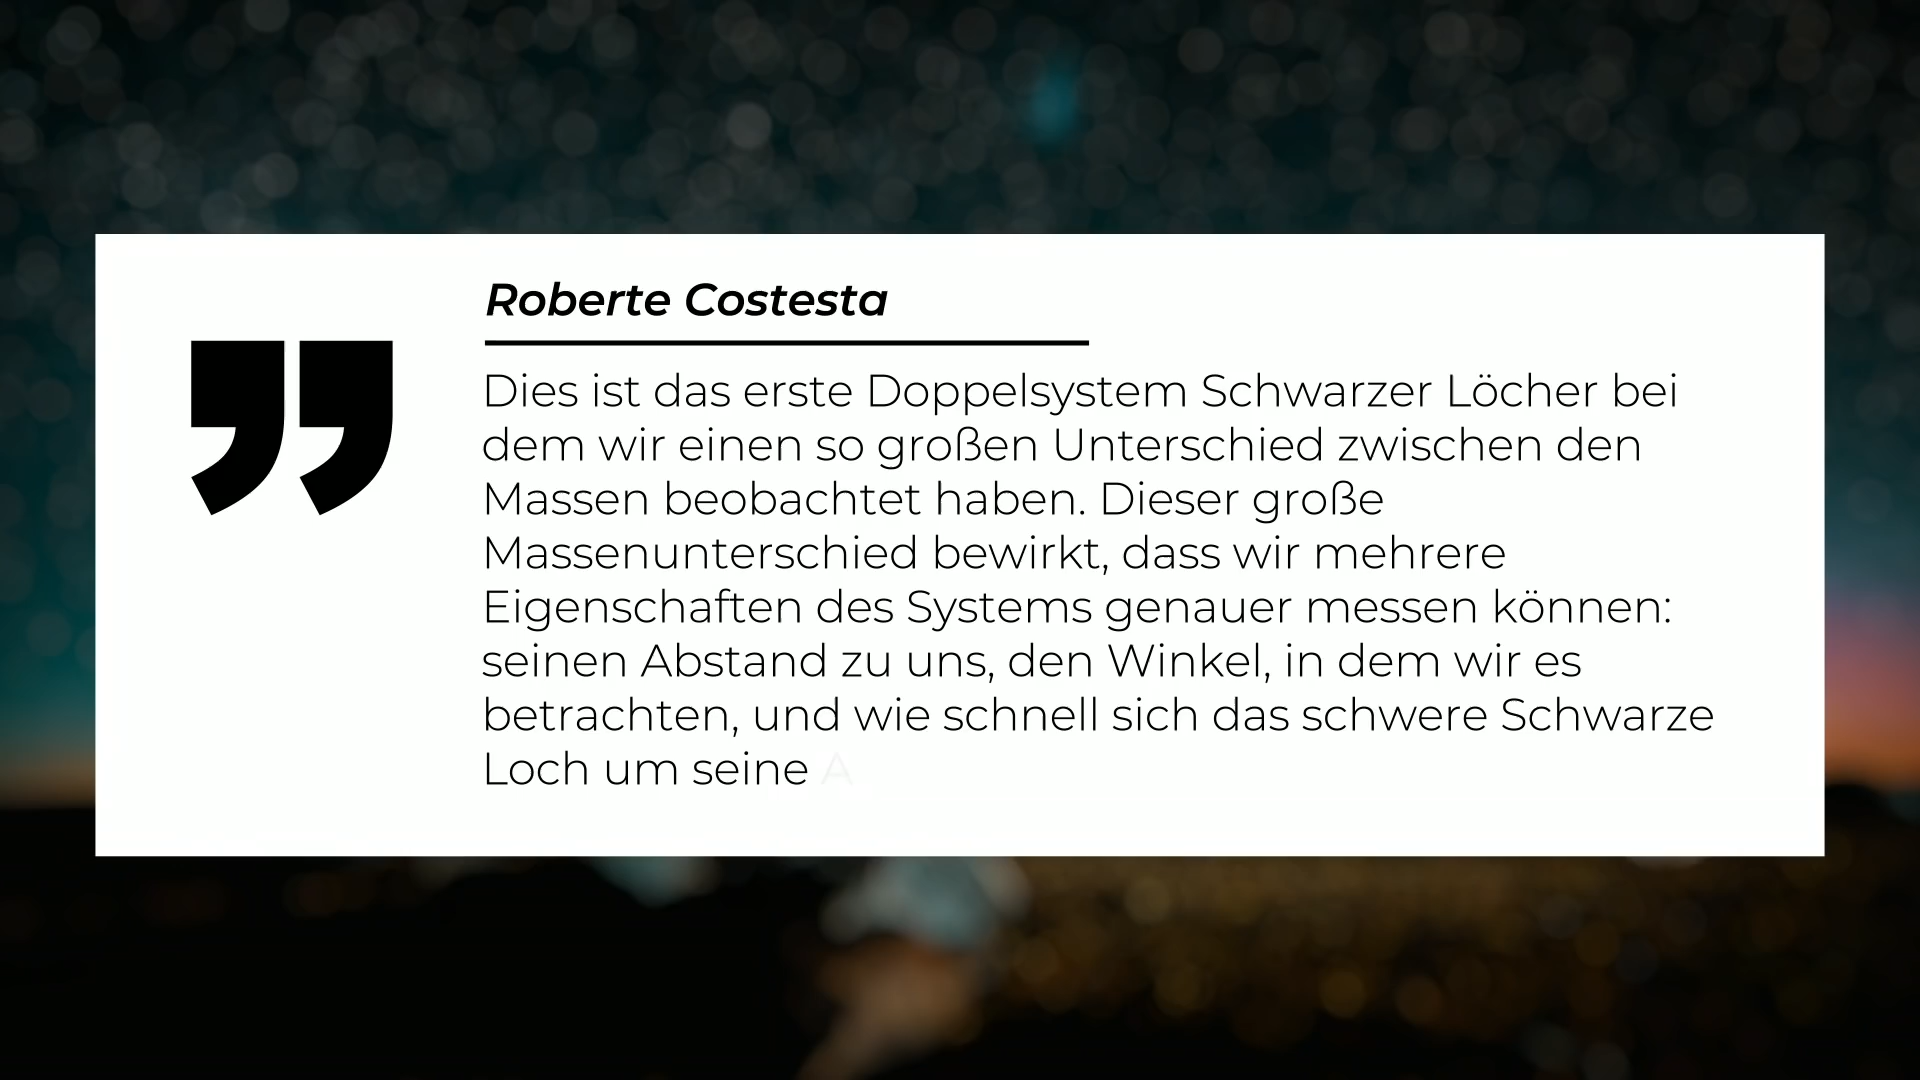 Roberte Costesta
Dies ist das erste Doppelsystem Schwarzer Löcher bei
dem wir einen so großen Unterschied zwischen den
Massen beobachtet haben. Dieser große
Massenunterschied bewirkt, dass wir mehrere
Eigenschaften des Systems genauer messen können:
seinen Abstand zu uns, den Winkel, in dem wir es
betrachten, und wie schnell sich das schwere Schwarze
Loch um seine A